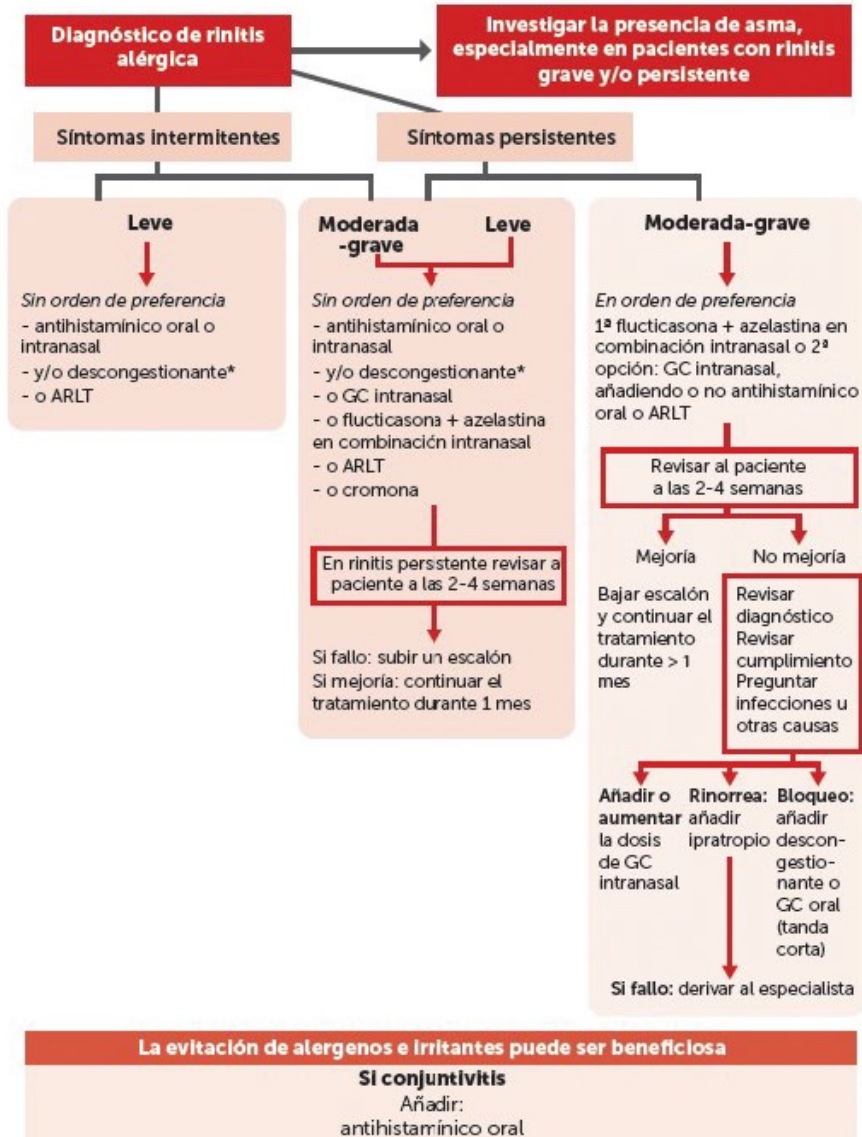 Diagnóstico de rinitis
alérgica
Investigar la presencia de asma,
especialmente en pacientes con rinitis
grave y/o persistente
Síntomas intermitentes
Síntomas persistentes
Leve
Sin orden de preferencia
- antihistamínico oral o
intranasal
- y/o descongestionante*
- o ARLT
Moderada
-grave
Leve
Sin orden de preferencia
- antihistamínico oral o
intranasal
- y/o descongestionante*
- o GC intranasal
- o flucticasona + azelastina
en combinación intranasal
- o ARLT
- o cromona
En rinitis persistente revisar a
paciente a las 2-4 semanas
Si fallo: subir un escalón
Si mejoría: continuar el
tratamiento durante 1 mes
Moderada-grave
En orden de preferencia
1ª flucticasona + azelastina en
combinación intranasal o 2ª
opción: GC intranasal,
añadiendo o no antihistamínico
oral o ARLT
Revisar al paciente
a las 2-4 semanas
Mejoría
Bajar escalón
y continuar el
tratamiento
durante > 1
mes
No mejoría
Revisar
diagnóstico
Revisar
cumplimiento
Preguntar
infecciones u
otras causas
Añadir o
aumentar
la dosis
de GC
intranasal
Rinorrea:
añadir
ipratropio
Bloqueo:
añadir
descon-
gestio-
nante o
GC oral
(tanda
corta)
Si fallo: derivar al especialista
La evitación de alergenos e irritantes puede ser beneficiosa
Si conjuntivitis
Añadir:
antihistamínico oral